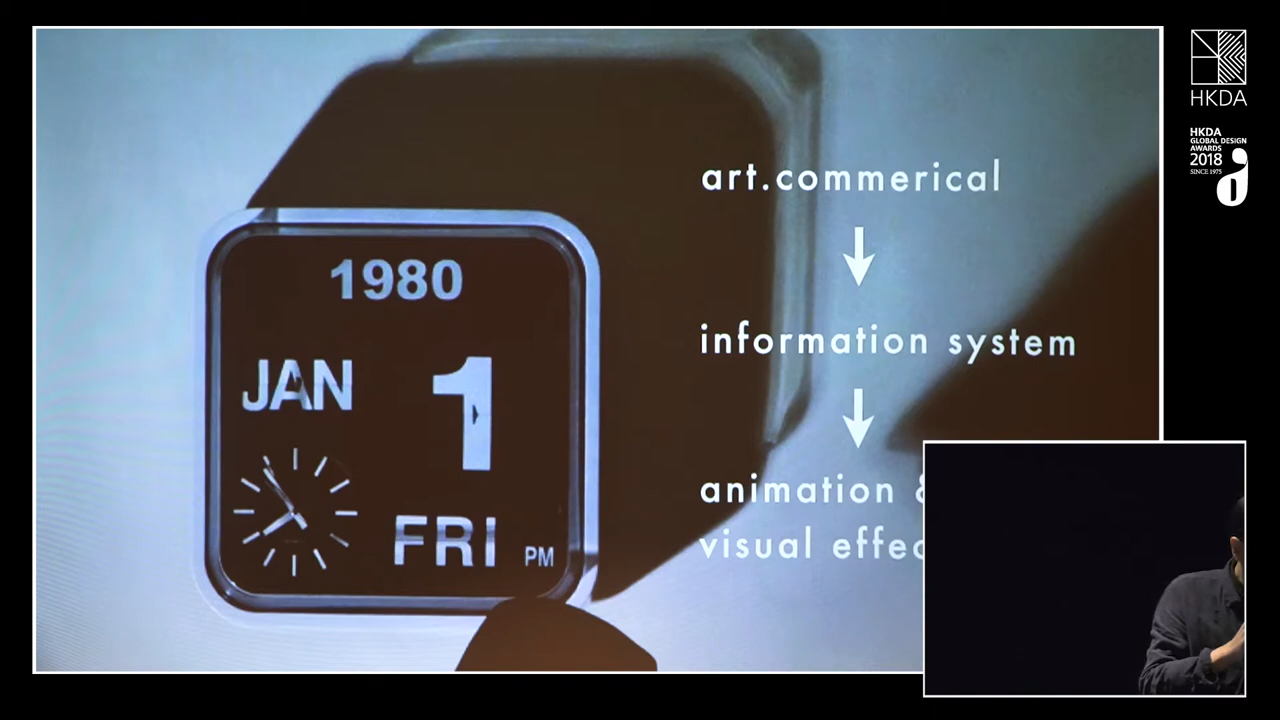 1980
JAN
1
FRI
PM
art.commerical
information system
animation
visual
HKDA
HKDA
GLOBAL DESIGN
AWARDS
2018
SINCE 1975